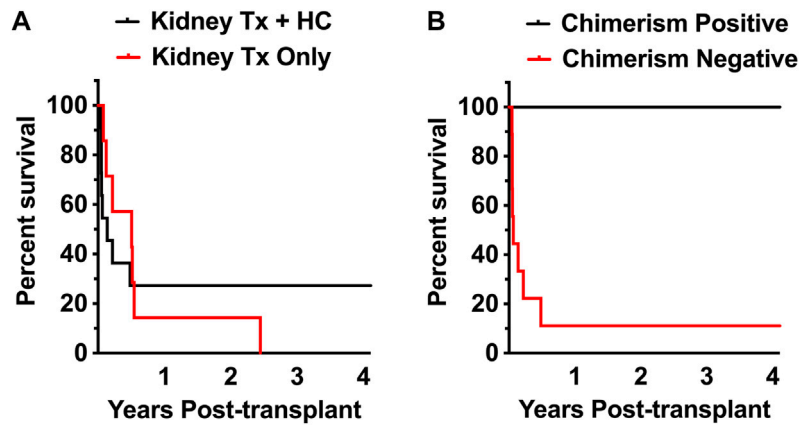 A
Kidney Tx + HC
Kidney Tx Only
Percent survival
100
80
60
40
20
0
1 2 3 4
Years Post-transplant
B
Chimerism Positive
Chimerism Negative
Percent survival
100
80
60
40
20
0
1 2 3 4
Years Post-transplant